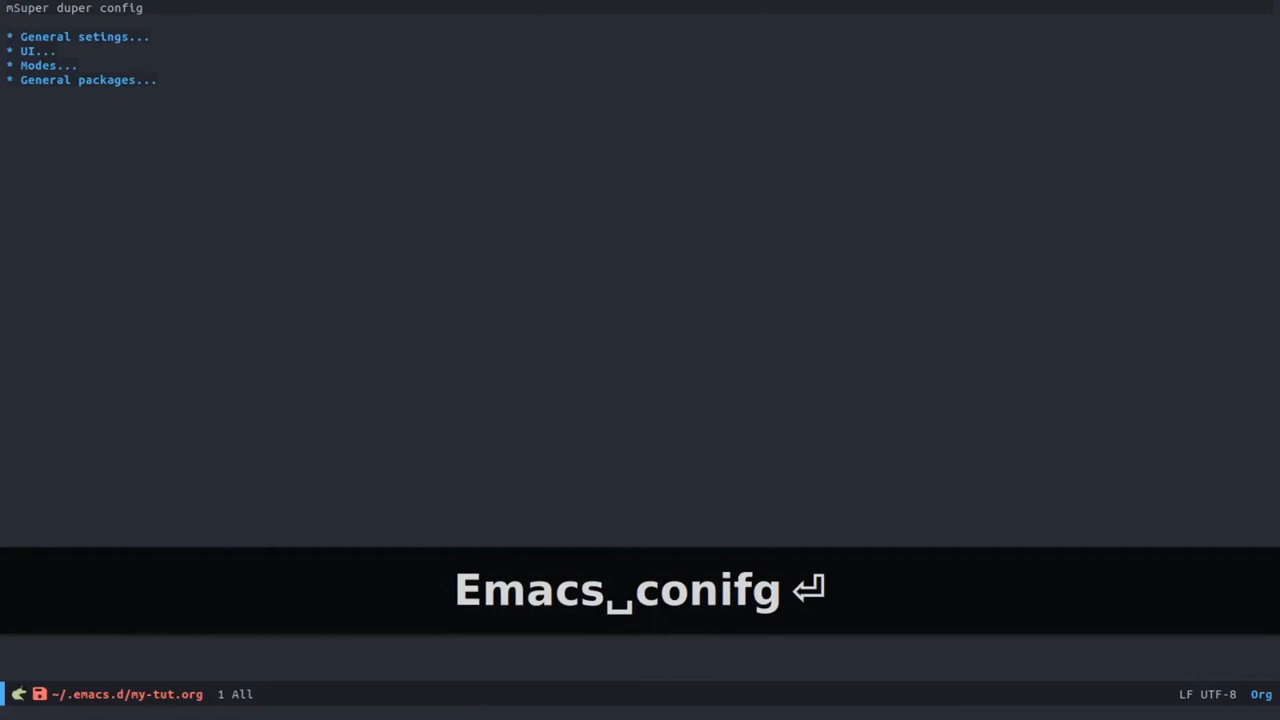 mSuper duper config
* General setings...
* UI...
* Modes...
* General packages...
Emacs␣conifg ⏎
~/.emacs.d/my-tut.org 1 All LF UTF-8 Org